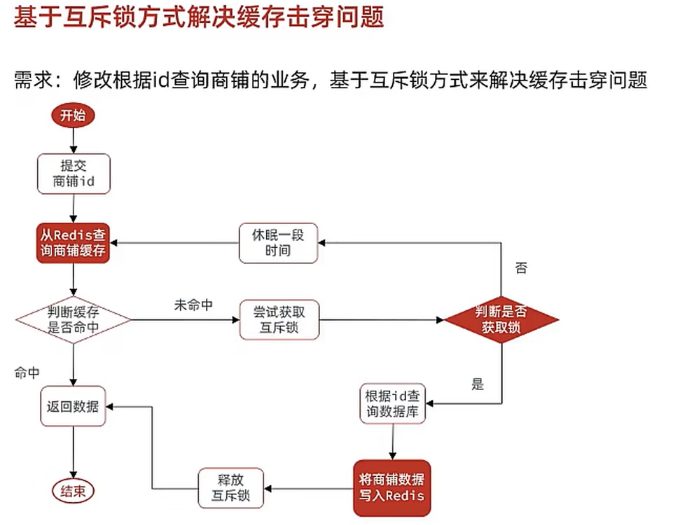 基于互斥锁方式解决缓存击穿问题
需求：修改根据id查询商铺的业务，基于互斥锁方式来解决缓存击穿问题
开始
提交
商铺id
从Redis查
询商铺缓存
休眠一段
时间
否
判断缓存
是否命中
未命中
尝试获取
互斥锁
判断是否
获取锁
命中
是
返回数据
根据id查
询数据库
结束
释放
互斥锁
将商铺数据
写入Redis